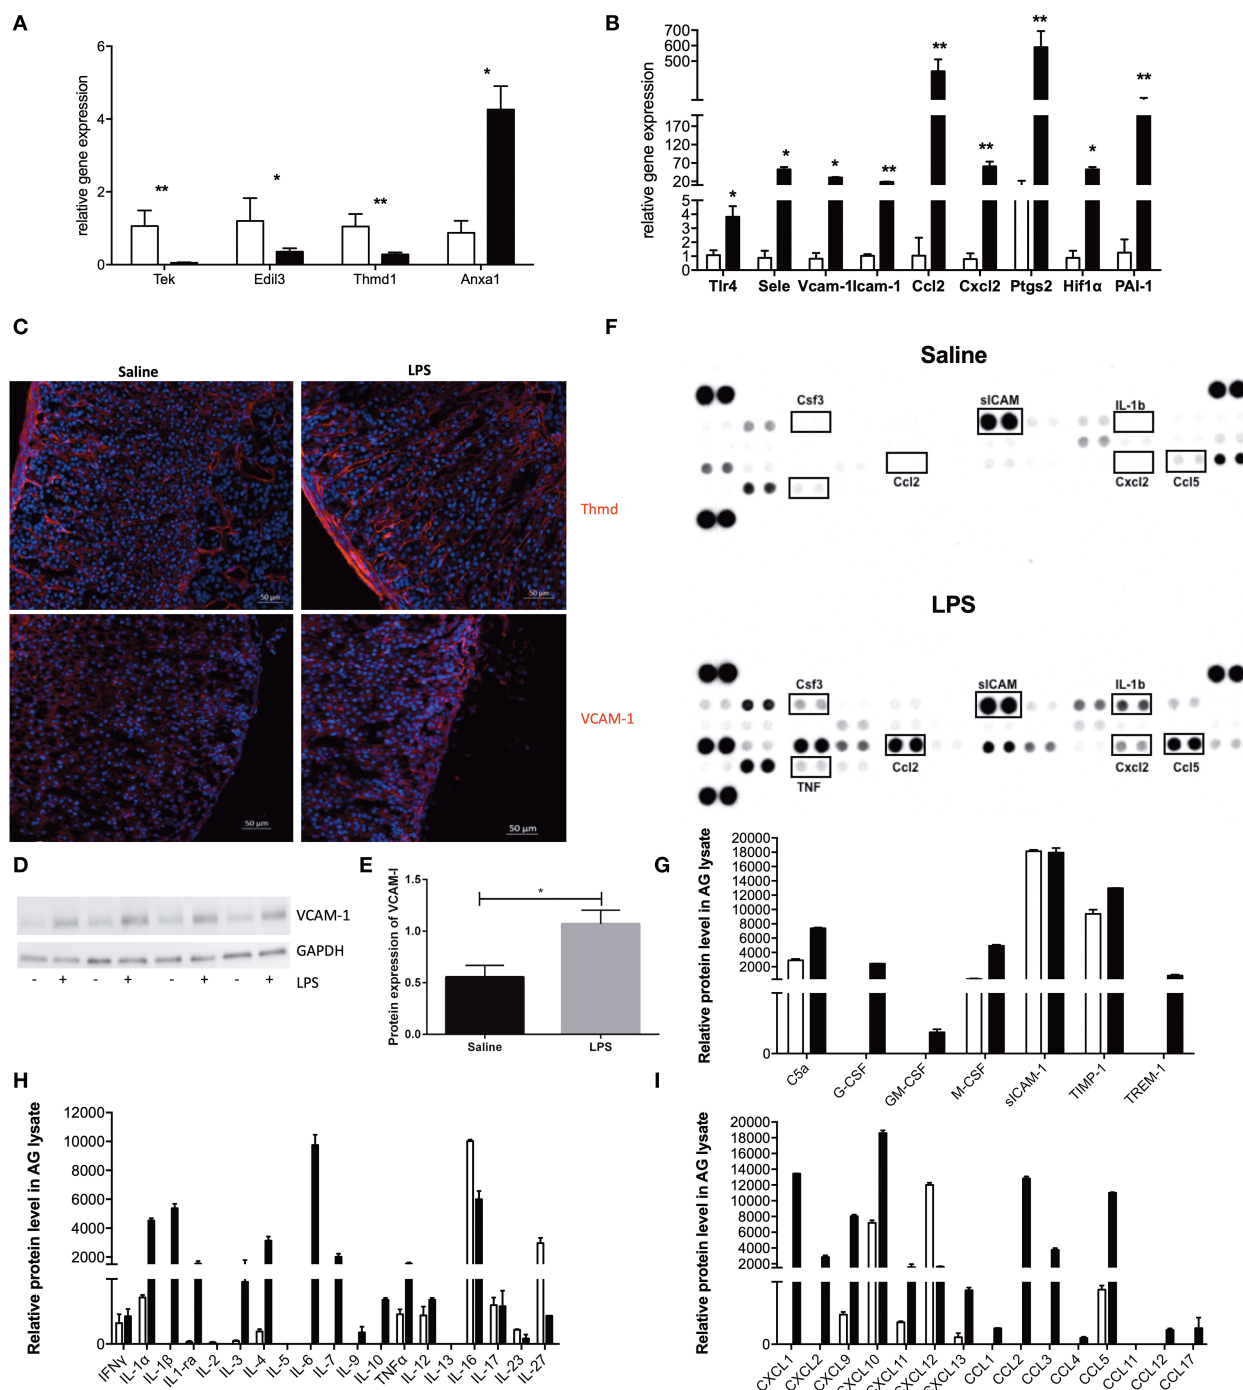 A
relative gene expression
6
4
2
0
**
*
**
*
Tek
Edil3
Thmd1
Anxa1
B
relative gene expression
700
600
500
170
120
70
20
5
4
3
2
1
0
*
*
*
**
**
**
**
*
**
Tlr4
Sele
Vcam-1
Icam-1
Ccl2
Cxcl2
Ptgs2
Hif1α
PAI-1
C
Saline
LPS
Thmd
VCAM-1
50 µm
50 µm
50 µm
50 µm
F
Saline
Csf3
sICAM
IL-1b
Ccl2
Cxcl2
Ccl5
LPS
Csf3
sICAM
IL-1b
TNF
Ccl2
Cxcl2
Ccl5
D
VCAM-1
GAPDH
- + - + - + - + LPS
E
Protein expression of VCAM-I
1.5
1.0
0.5
0.0
*
Saline
LPS
G
Relative protein level in AG lysate
20000
18000
16000
14000
12000
10000
8000
6000
4000
2000
0
C5a
G-CSF
GM-CSF
M-CSF
sICAM-1
TIMP-1
TREM-1
H
Relative protein level in AG lysate
12000
10000
8000
6000
4000
2000
0
IFNγ
IL-1α
IL-1β
IL1-ra
IL-2
IL-3
IL-4
IL-5
IL-6
IL-7
IL-9
IL-10
TNFα
IL-12
IL-13
IL-16
IL-17
IL-23
IL-27
I
Relative protein level in AG lysate
20000
18000
16000
14000
12000
10000
8000
6000
4000
2000
0
CXCL1
CXCL2
CXCL9
CXCL10
CXCL11
CXCL12
CXCL13
CCL1
CCL2
CCL3
CCL4
CCL5
CCL11
CCL12
CCL17